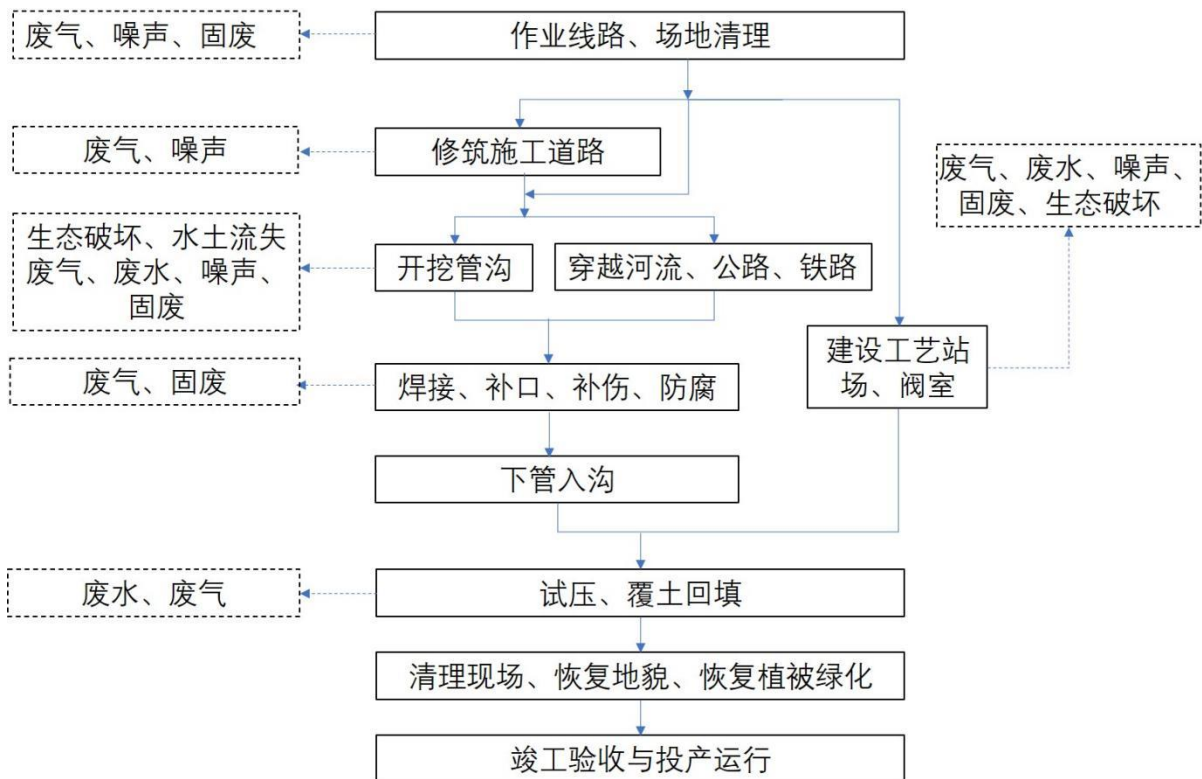 废气、噪声、固废
作业线路、场地清理
废气、噪声
修筑施工道路
废气、废水、噪声、
固废、生态破坏
生态破坏、水土流失
废气、废水、噪声、
固废
开挖管沟
穿越河流、公路、铁路
建设工艺站
场、阀室
废气、固废
焊接、补口、补伤、防腐
下管入沟
废水、废气
试压、覆土回填
清理现场、恢复地貌、恢复植被绿化
竣工验收与投产运行